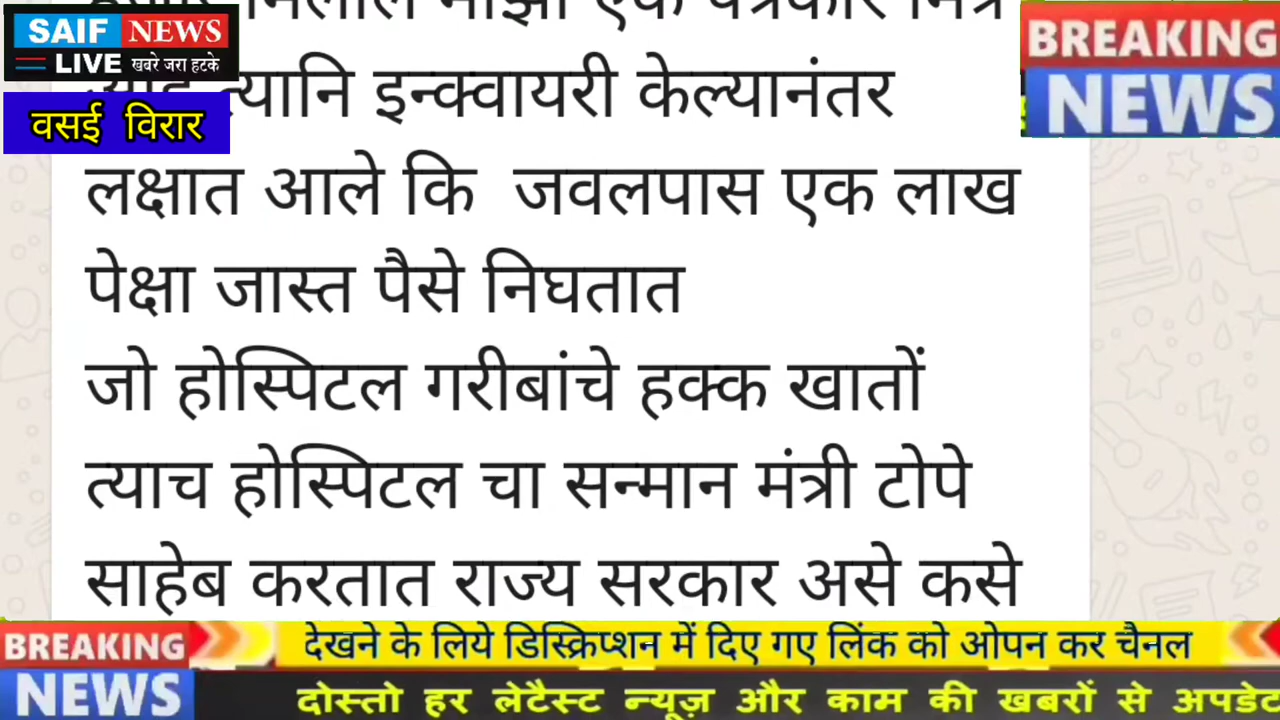 SAIF NEWS
LIVE खबरे जरा हटके
वसई विरार
BREAKING
NEWS
त्यानि इन्क्वायरी केल्यानंतर
लक्षात आले कि जवलपास एक लाख
पेक्षा जास्त पैसे निघतात
जो होस्पिटल गरीबांचे हक्क खातों
त्याच होस्पिटल चा सन्मान मंत्री टोपे
साहेब करतात राज्य सरकार असे कसे
BREAKING
NEWS
देखने के लिये डिस्क्रिप्शन में दिए गए लिंक को ओपन कर चैनल
दोस्तो हर लेटैस्ट न्यूज़ और काम की खबरों से अपडेट